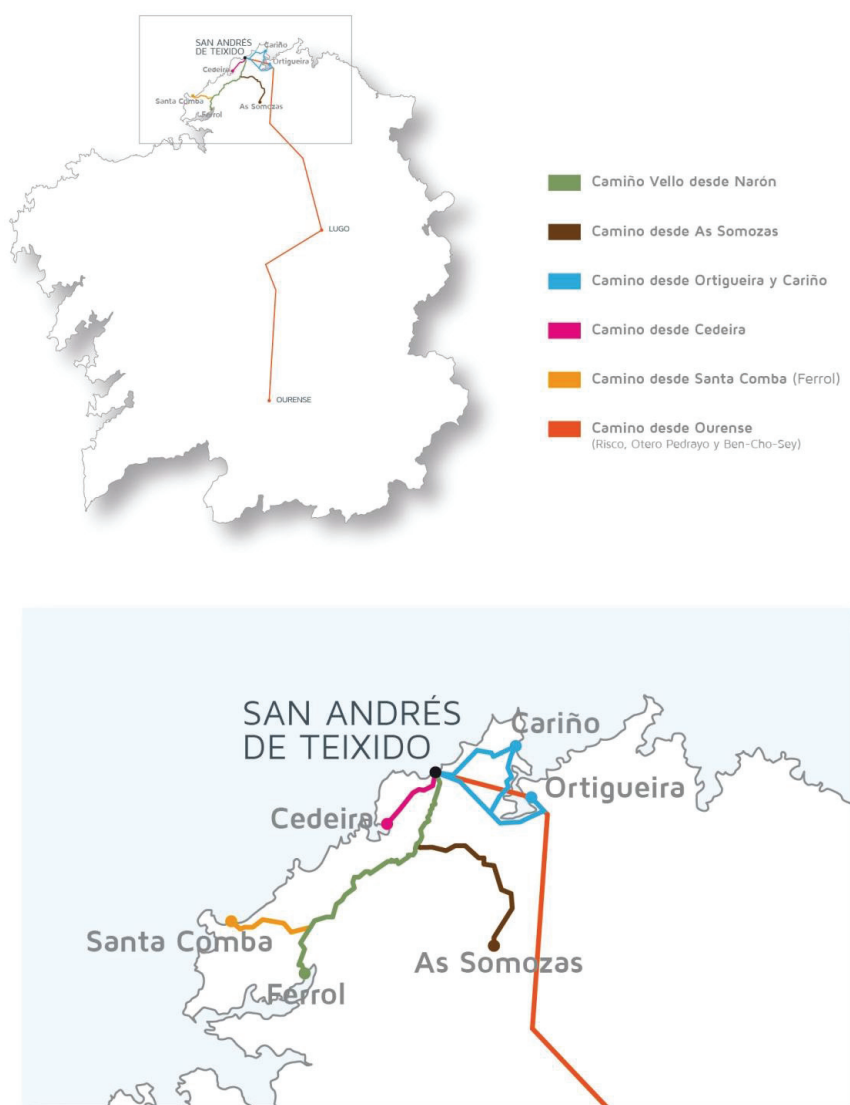 SAN ANDRÉS
DE TEIXIDO
Cariño
Ortigueira
Cedeira
Santa Comba
As Somozas
Ferrol
LUGO
OURENSE
Camiño Vello desde Narón
Camino desde As Somozas
Camino desde Ortigueira y Cariño
Camino desde Cedeira
Camino desde Santa Comba (Ferrol)
Camino desde Ourense
(Risco, Otero Pedrayo y Ben-Cho-Sey)
SAN ANDRÉS
DE TEIXIDO
Cariño
Ortigueira
Cedeira
Santa Comba
As Somozas
Ferrol